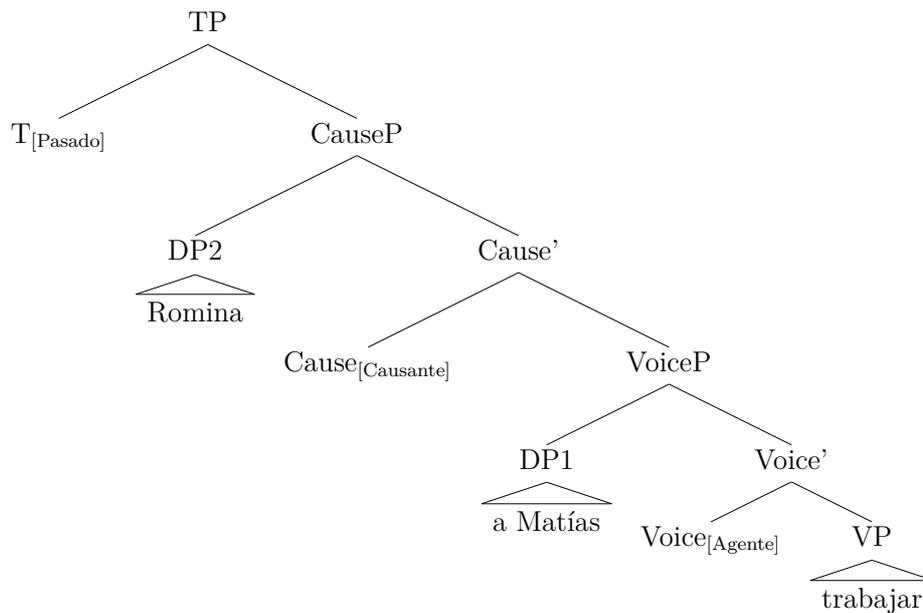 TP
T[Pasado] CauseP
DP2 Cause'
Romina
Cause[Causante] VoiceP
DP1 Voice'
a Matías Voice[Agente] VP
trabajar